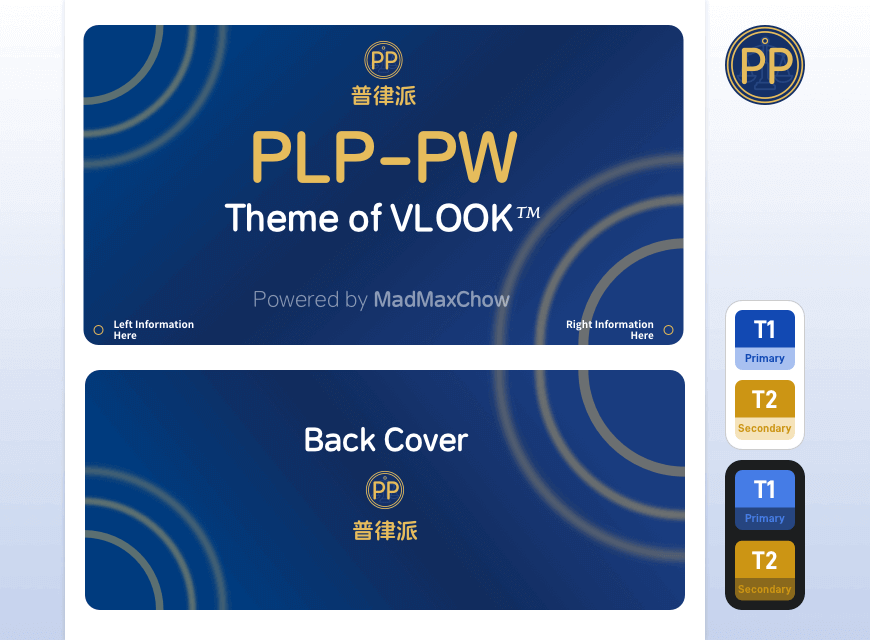 PP
普律派
PLP-PW
Theme of VLOOK™
Powered by MadMaxChow
Left Information
Here
Right Information
Here
Back Cover
PP
普律派
PP
T1
Primary
T2
Secondary
T1
Primary
T2
Secondary